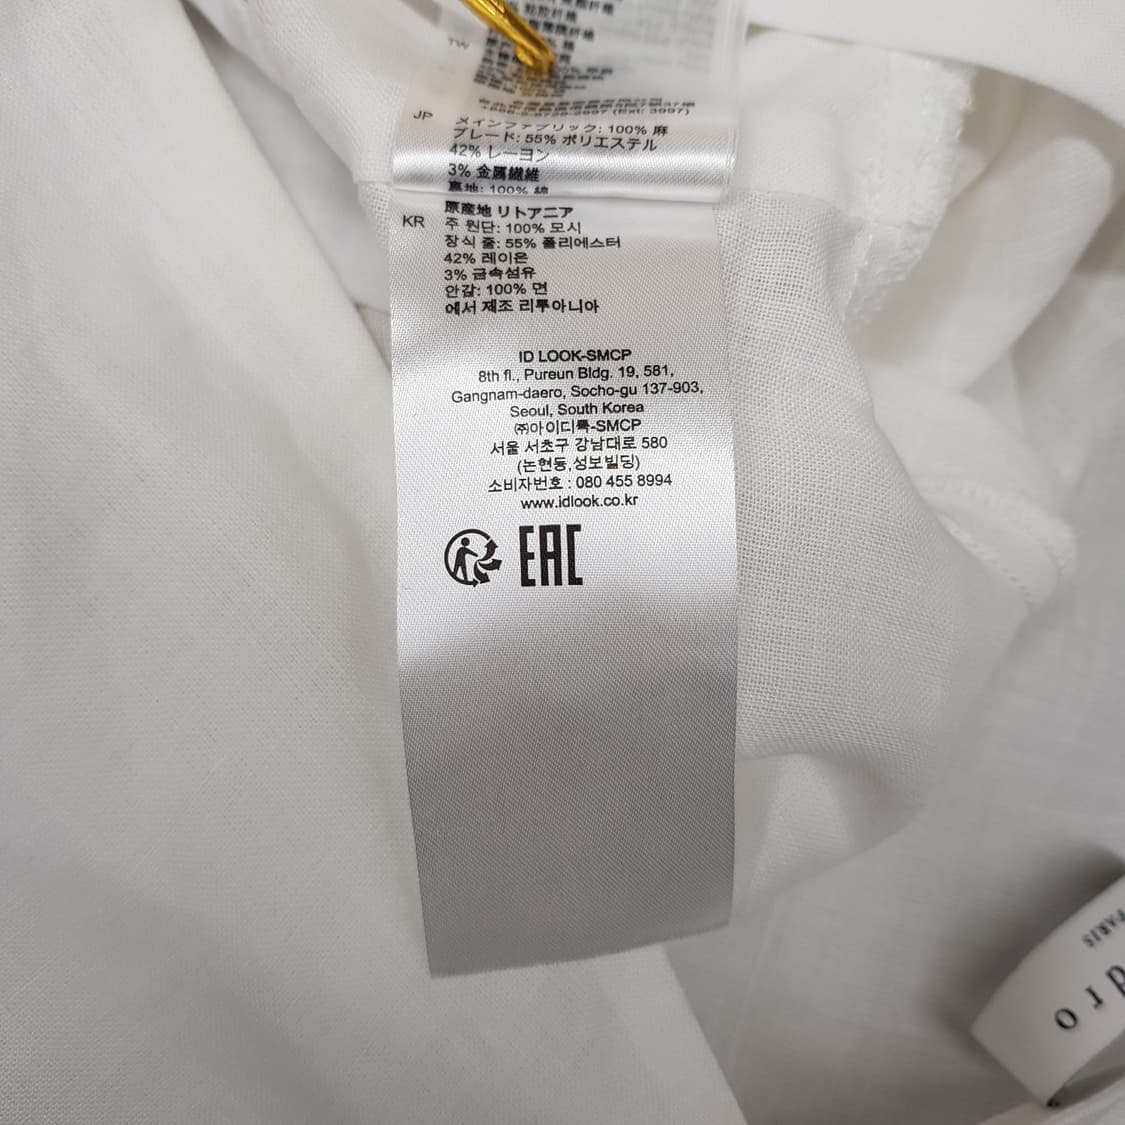 TW
JP
メインファブリック: 100% 麻
ブレード: 55% ポリエステル
42% レーヨン
3% 金属繊維
裏地: 100% 綿
原産地 リトアニア
KR
주 원단: 100% 모시
장식 줄: 55% 폴리에스터
42% 레이온
3% 금속섬유
안감: 100% 면
에서 제조 리투아니아
ID LOOK-SMCP
8th fl., Pureun Bldg. 19, 581,
Gangnam-daero, Socho-gu 137-903,
Seoul, South Korea
㈜아이디룩-SMCP
서울 서초구 강남대로 580
(논현동,성보빌딩)
소비자번호 : 080 455 8994
www.idlook.co.kr
EAC
dro
PARIS